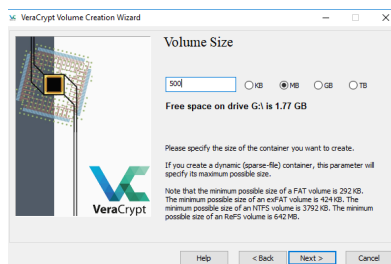 VeraCrypt Volume Creation Wizard
Volume Size
500
KB MB GB TB
Free space on drive G:\ is 1.77 GB
Please specify the size of the container you want to create.
If you create a dynamic (sparse-file) container, this parameter will
specify its maximum possible size.
Note that the minimum possible size of a FAT volume is 292 KB.
The minimum possible size of an exFAT volume is 424 KB. The
minimum possible size of an NTFS volume is 3792 KB. The minimum
possible size of an ReFS volume is 642 MB.
VeraCrypt
Help < Back Next > Cancel